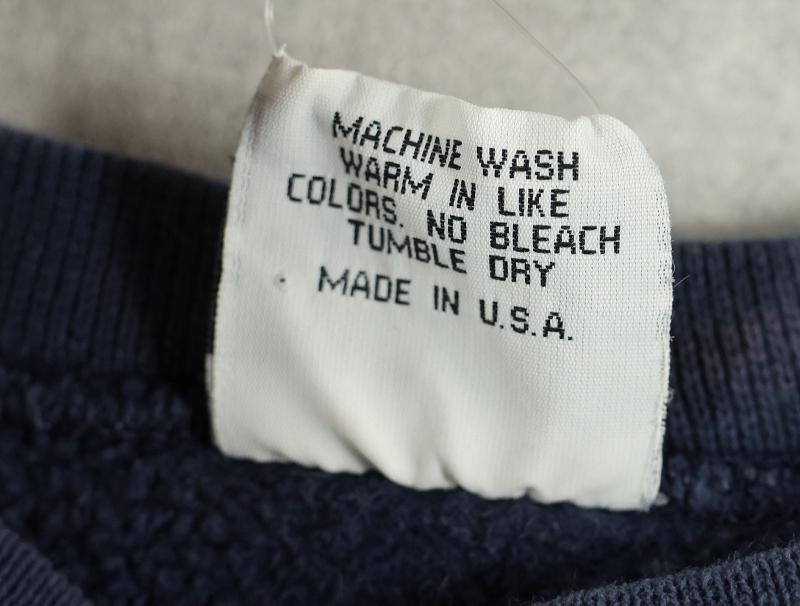 MACHINE WASH
WARM IN LIKE
COLORS. NO BLEACH
TUMBLE DRY
MADE IN U.S.A.